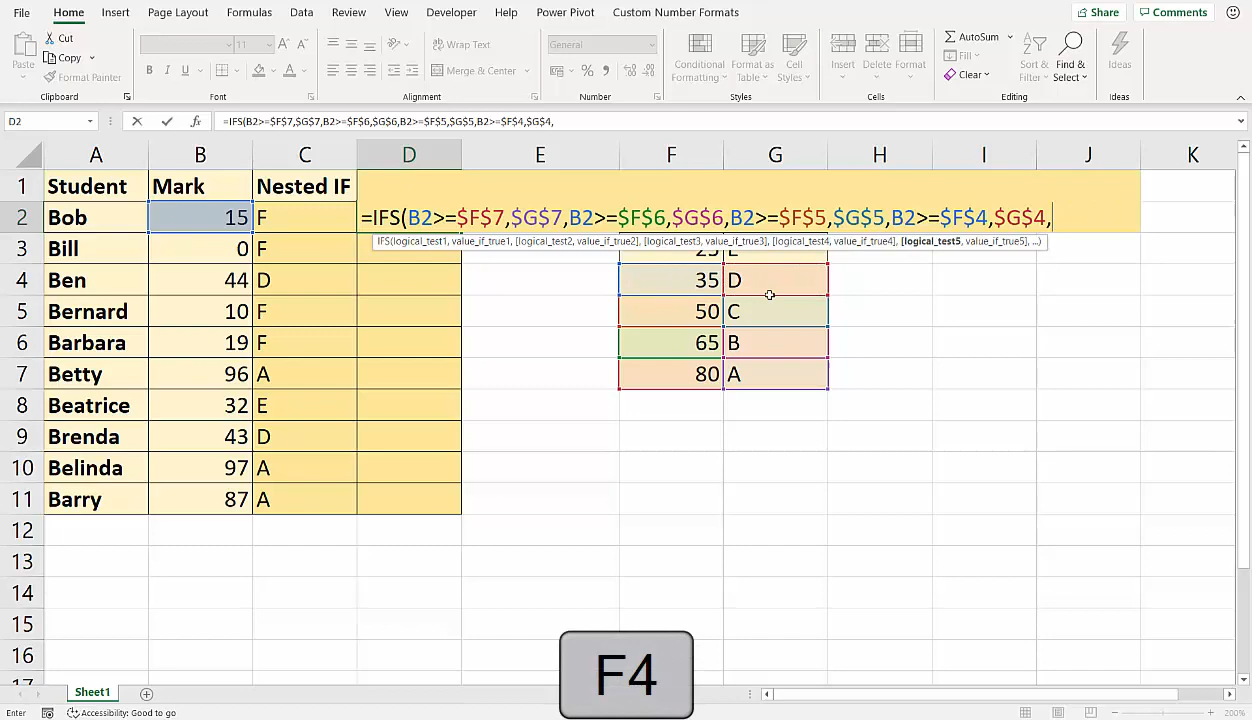 File Home Insert Page Layout Formulas Data Review View Developer Help Power Pivot Custom Number Formats Share Comments
Paste Cut Copy Format Painter Clipboard
11 A A B I U A Font
ab Wrap Text Merge & Center Alignment
General % , Number
Conditional Formatting Format as Table Cell Styles Styles
Insert Delete Format Cells
AutoSum Fill Clear Sort & Filter Find & Select Editing
Ideas Ideas
D2 fx =IFS(B2>=$F$7,$G$7,B2>=$F$6,$G$6,B2>=$F$5,$G$5,B2>=$F$4,$G$4,
A B C D E F G H I J K
1 Student Mark Nested IF
2 Bob 15 F =IFS(B2>=$F$7,$G$7,B2>=$F$6,$G$6,B2>=$F$5,$G$5,B2>=$F$4,$G$4,
IFS(logical_test1, value_if_true1, [logical_test2, value_if_true2], [logical_test3, value_if_true3], [logical_test4, value_if_true4], [logical_test5, value_if_true5], ...)
3 Bill 0 F 25 E
4 Ben 44 D 35 D
5 Bernard 10 F 50 C
6 Barbara 19 F 65 B
7 Betty 96 A 80 A
8 Beatrice 32 E
9 Brenda 43 D
10 Belinda 97 A
11 Barry 87 A
12
13
14
15
16
F4
Sheet1
Enter Accessibility: Good to go 200%